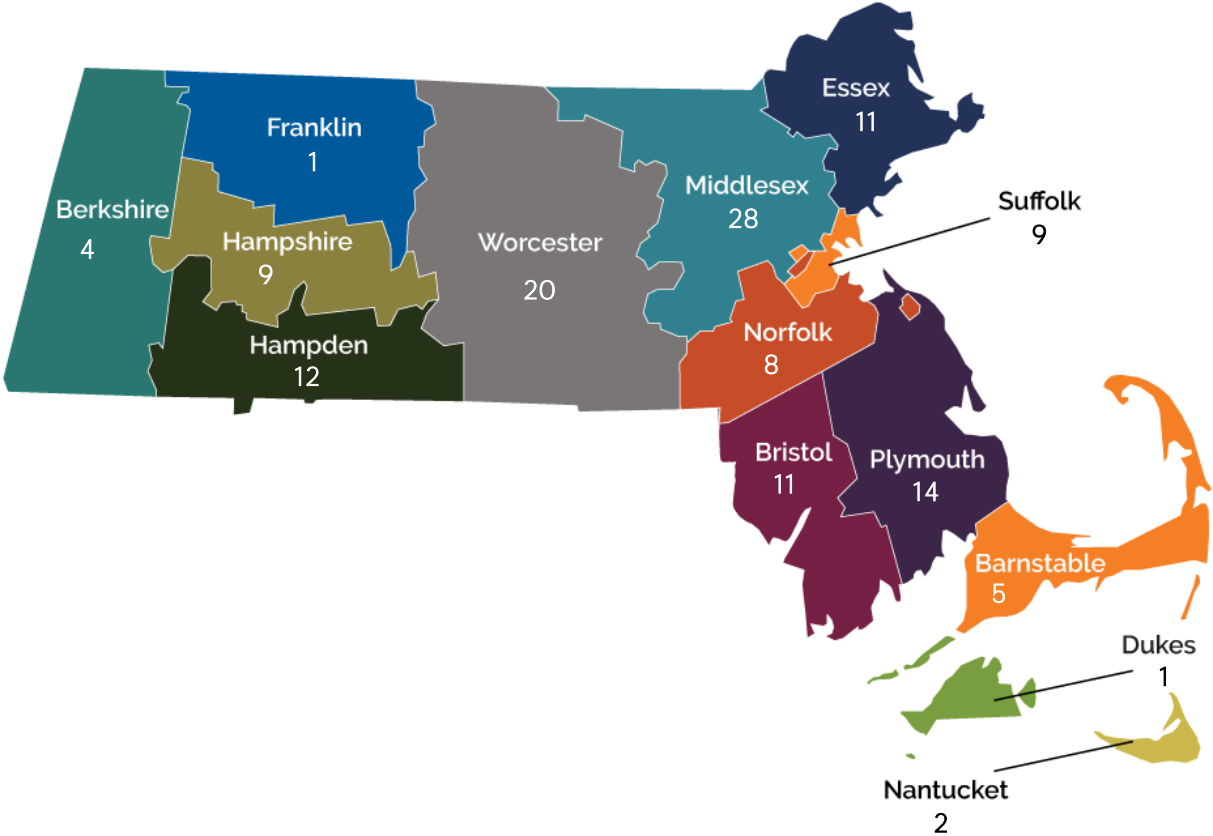 Essex
11
Franklin
1
Middlesex
28
Suffolk
9
Berkshire
4
Hampshire
9
Worcester
20
Norfolk
8
Hampden
12
Bristol
11
Plymouth
14
Barnstable
5
Dukes
1
Nantucket
2